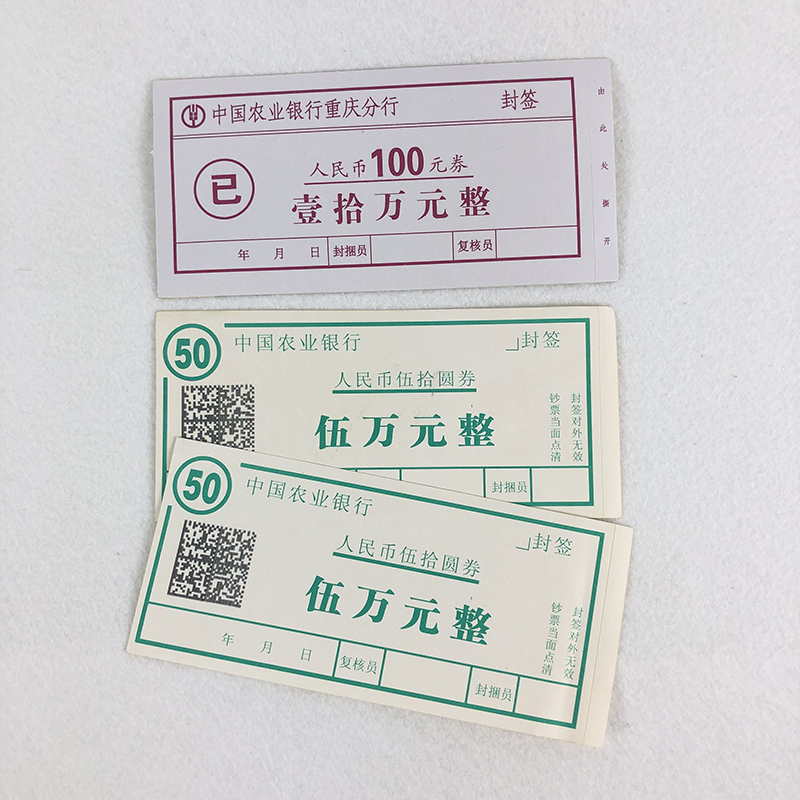 中国农业银行重庆分行 封签
人民币100元券
已
壹拾万元整
年 月 日 封捆员 复核员
由此处撕开
50
中国农业银行 封签
人民币伍拾圆券
伍万元整
封签对外无效
钞票当面点清
封捆员
50
中国农业银行 封签
人民币伍拾圆券
伍万元整
封签对外无效
钞票当面点清
年 月 日 复核员 封捆员